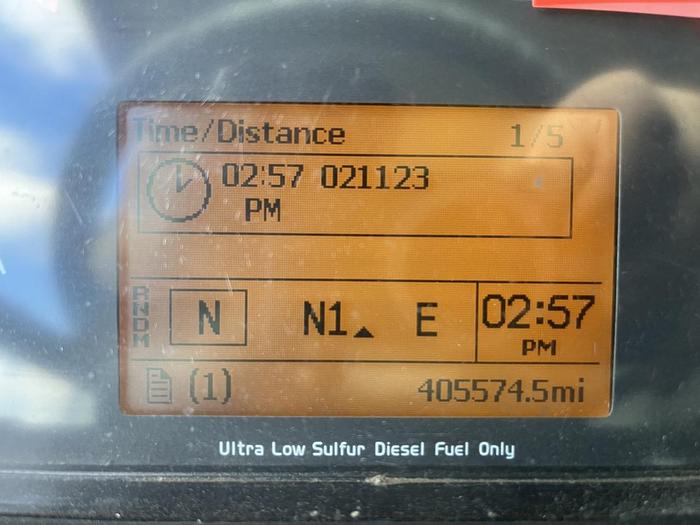 Time/Distance 1/5
02:57 021123
PM
RNDM N N1 E 02:57
PM
(1) 405574.5mi
Ultra Low Sulfur Diesel Fuel Only